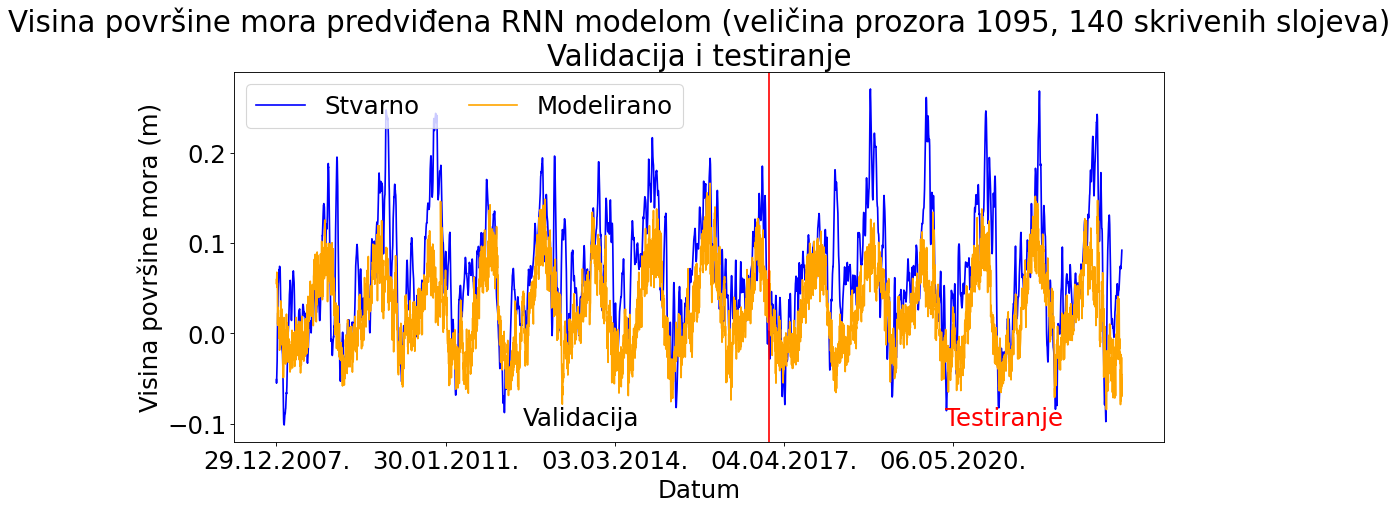 Visina površine mora predviđena RNN modelom (veličina prozora 1095, 140 skrivenih slojeva)
Validacija i testiranje
Stvarno Modelirano
Visina površine mora (m)
0.2
0.1
0.0
−0.1
Validacija Testiranje
29.12.2007. 30.01.2011. 03.03.2014. 04.04.2017. 06.05.2020.
Datum